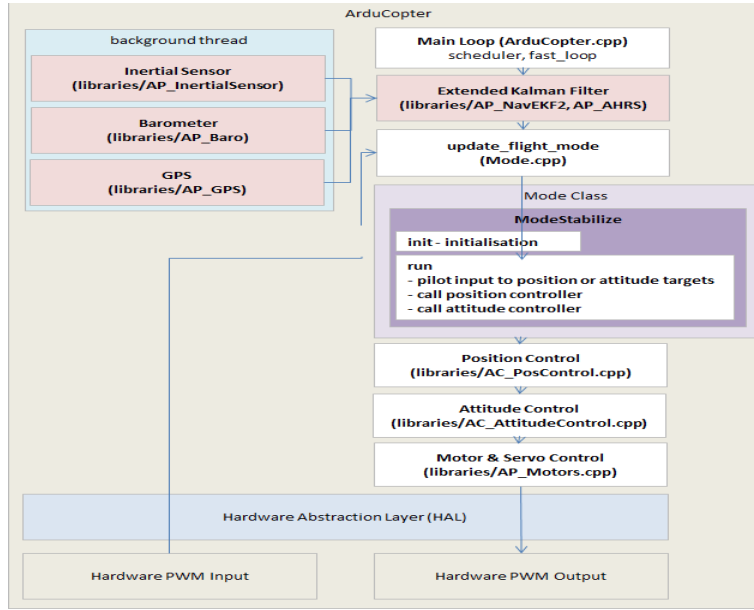 ArduCopter
background thread
Inertial Sensor
(libraries/AP_InertialSensor)
Barometer
(libraries/AP_Baro)
GPS
(libraries/AP_GPS)
Main Loop (ArduCopter.cpp)
scheduler, fast_loop
Extended Kalman Filter
(libraries/AP_NavEKF2, AP_AHRS)
update_flight_mode
(Mode.cpp)
Mode Class
ModeStabilize
init - initialisation
run
- pilot input to position or attitude targets
- call position controller
- call attitude controller
Position Control
(libraries/AC_PosControl.cpp)
Attitude Control
(libraries/AC_AttitudeControl.cpp)
Motor & Servo Control
(libraries/AP_Motors.cpp)
Hardware Abstraction Layer (HAL)
Hardware PWM Input
Hardware PWM Output